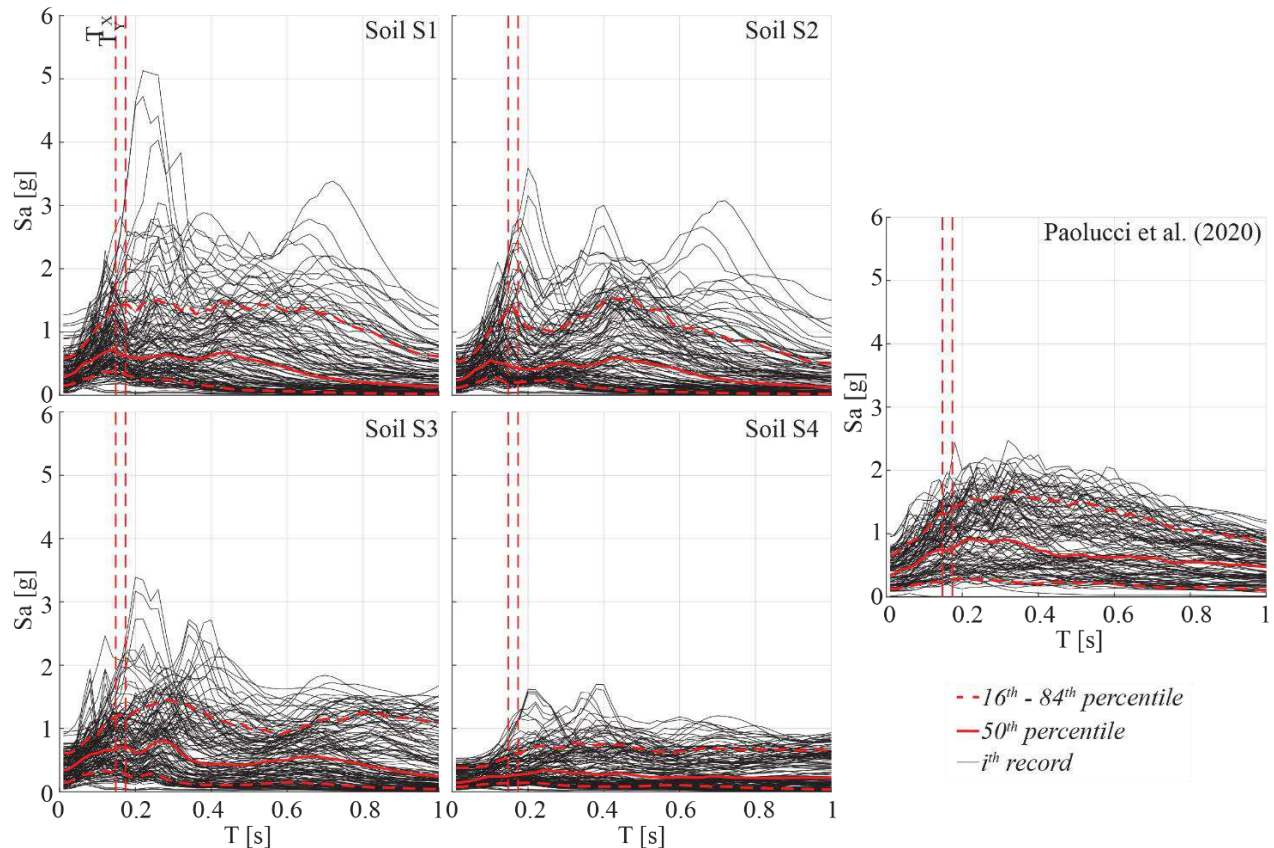 T_X
T_Y
Soil S1
Soil S2
6
5
4
3
2
1
0
Sa [g]
Soil S3
Soil S4
6
5
4
3
2
1
0
Sa [g]
0
0.2
0.4
0.6
0.8
1
0
0.2
0.4
0.6
0.8
1
T [s]
T [s]
Paolucci et al. (2020)
6
5
4
3
2
1
0
Sa [g]
0
0.2
0.4
0.6
0.8
1
T [s]
16th - 84th percentile
50th percentile
ith record